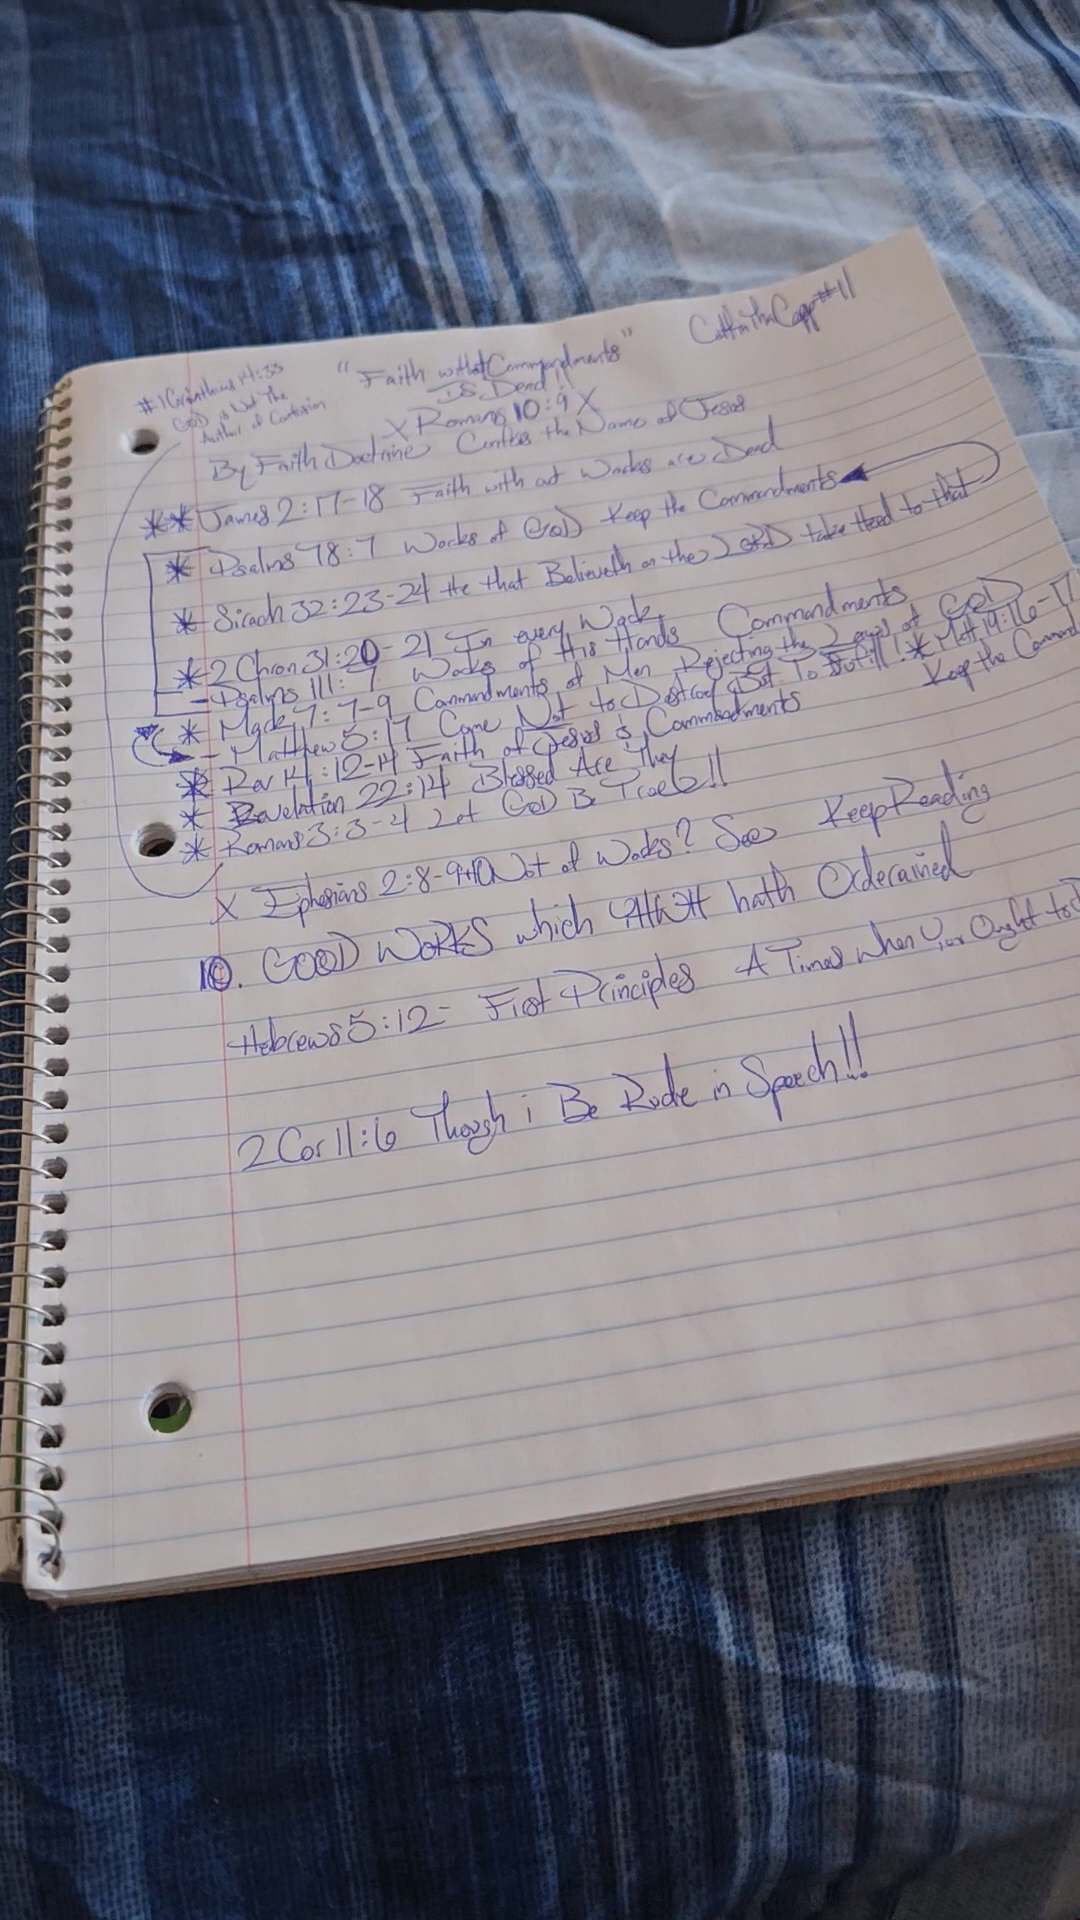 #1 Corinthians 14:33
GOD is Not The
Author of Confusion
"Faith without Commandments"
Is Dead
CuttinThaCapp#11
X Romans 10:9 X
By Faith Doctrine Confess the Name of Jesus
** James 2:17-18 Faith with out Works are Dead
* Psalms 78:7 Works of GOD Keep the Commandments
* Sirach 32:23-24 He that Believeth on the LORD take Heed to that
* 2 Chron 31:20-21 In every Work
- Psalms 111:7 Works of His Hands Commandments
* Mark 7:7-9 Commandments of Men Rejecting the Laws of GOD
- Matthew 5:17 Come Not to Destroy But To Fulfill! * Matt 19:16-17
Keep the Command
* Rev 14:12-14 Faith of Jesus & Commandments
* Revelation 22:14 Blessed Are They
* Romans 3:3-4 Let GOD Be True!!
X Ephesians 2:8-9+10 Not of Works? See Keep Reading
10. GOOD WORKS which YHWH hath Orderained
Hebrews 5:12- First Principles A Time when You Ought to
2 Cor 11:6 Though i Be Rude in Speech!!